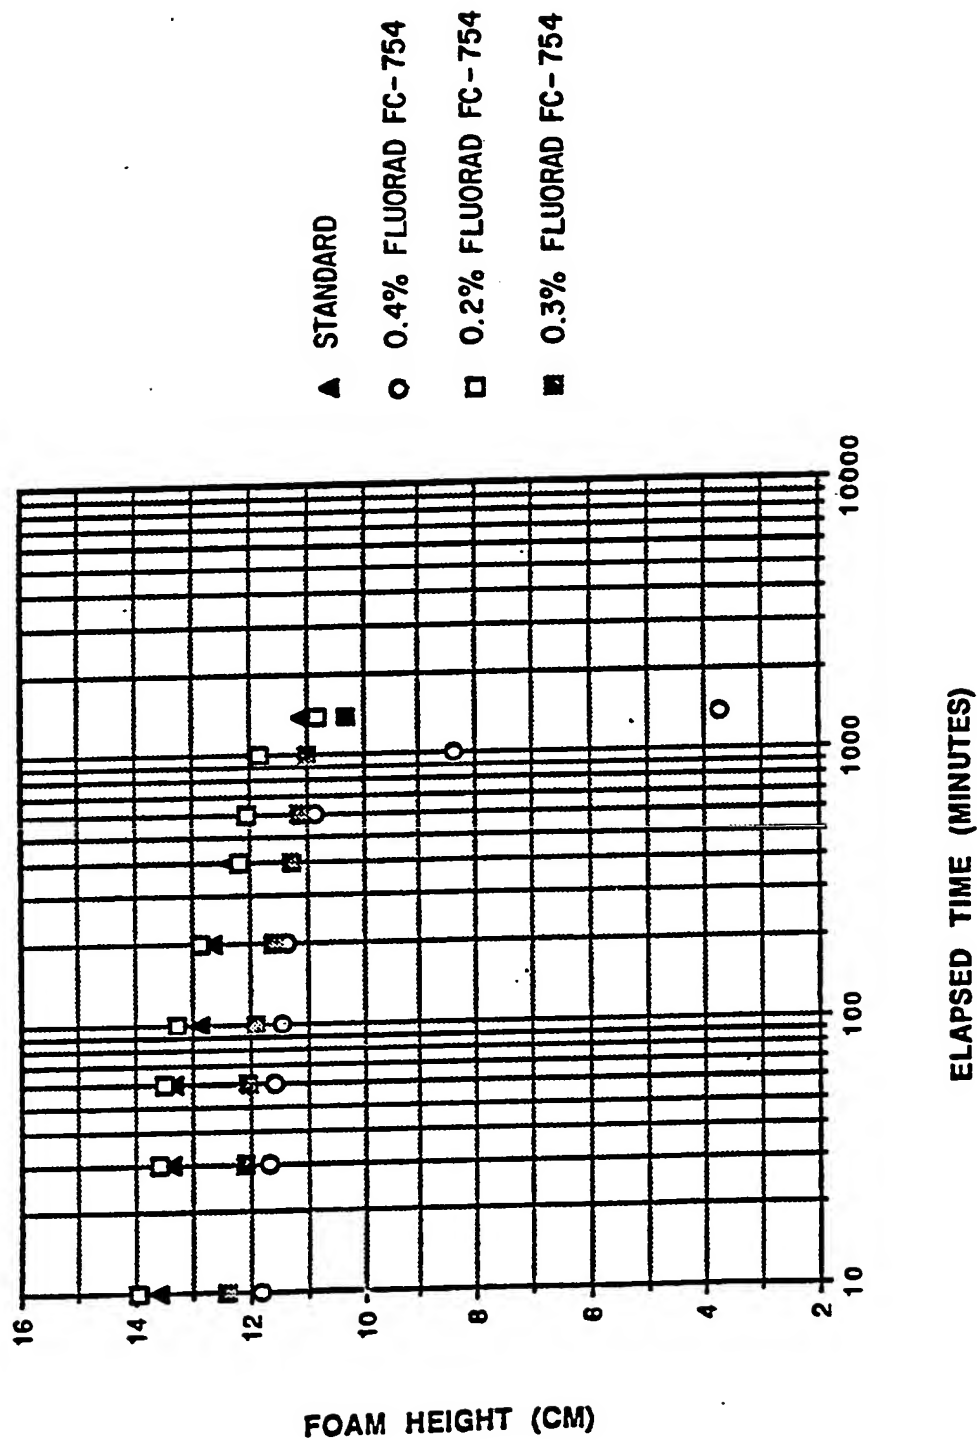 FOAM HEIGHT (CM)
16
14
12
10
8
6
4
2
10
100
1000
10000
ELAPSED TIME (MINUTES)
STANDARD
0.4% FLUORAD FC-754
0.2% FLUORAD FC-754
0.3% FLUORAD FC-754